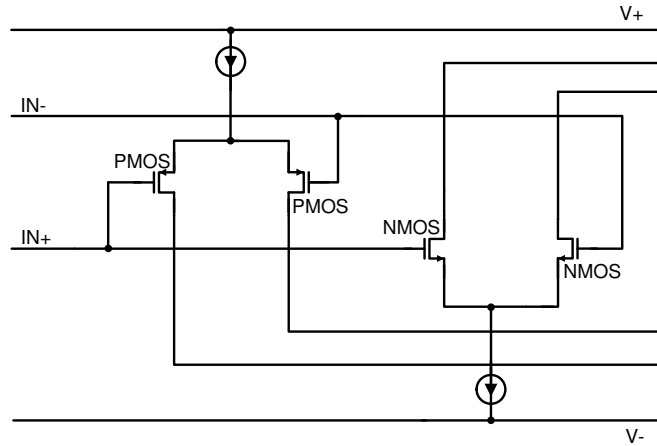 V+
IN-
PMOS
PMOS
NMOS
IN+
NMOS
V-